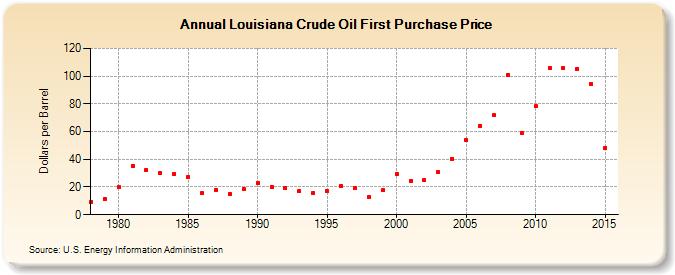 Annual Louisiana Crude Oil First Purchase Price
Dollars per Barrel
120
100
80
60
40
20
0
1980 1985 1990 1995 2000 2005 2010 2015
Source: U.S. Energy Information Administration